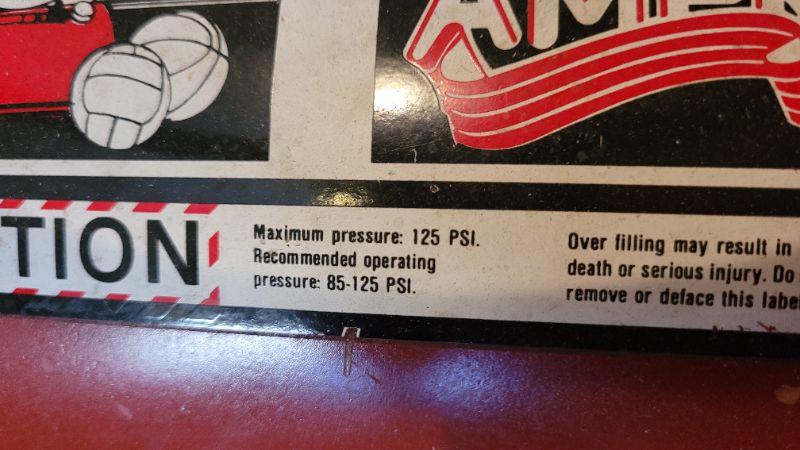 AME
TION
Maximum pressure: 125 PSI.
Recommended operating
pressure: 85-125 PSI.
Over filling may result in
death or serious injury. Do
remove or deface this labe